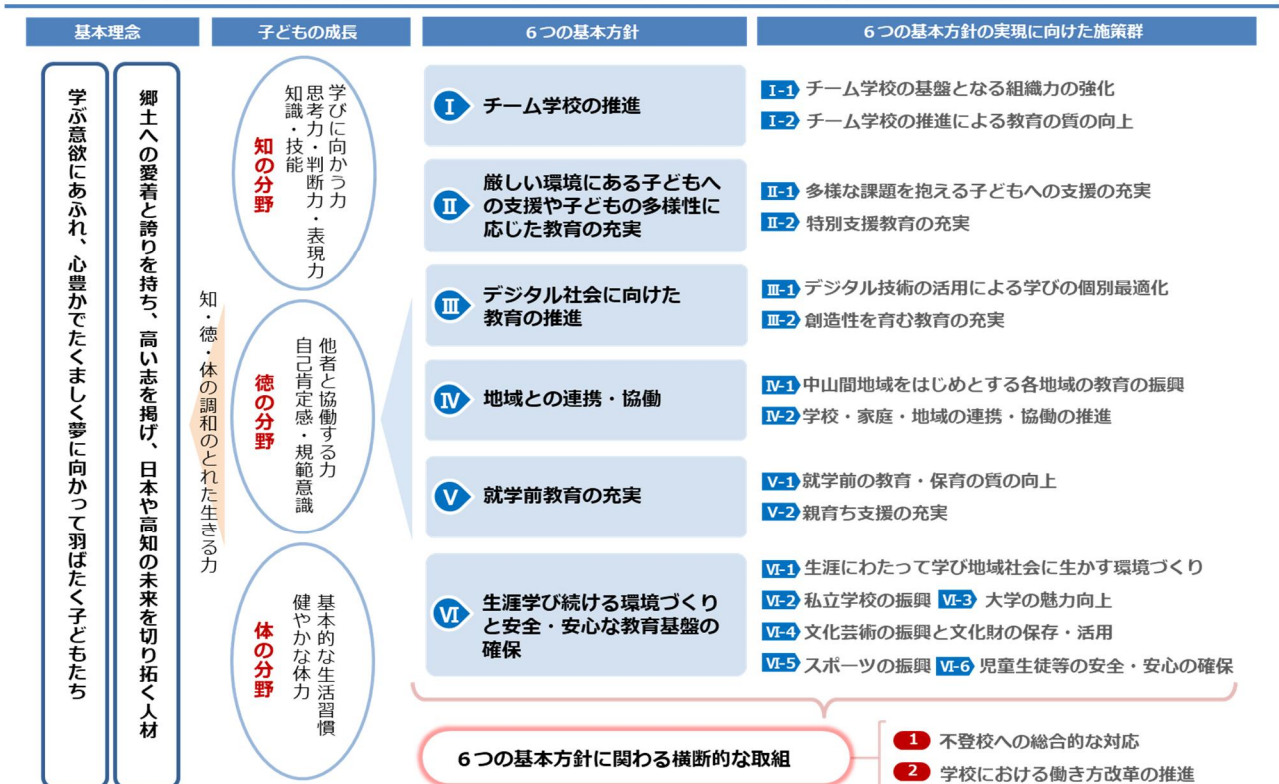 基本理念
子どもの成長
６つの基本方針
６つの基本方針の実現に向けた施策群
郷土への愛着と誇りを持ち、高い志を掲げ、日本や高知の未来を切り拓く人材
学ぶ意欲にあふれ、心豊かでたくましく夢に向かって羽ばたく子どもたち
学びに向かう力
思考力・判断力・表現力
知識・技能
知の分野
他者と協働する力
自己肯定感・規範意識
徳の分野
基本的な生活習慣
健やかな体力
体の分野
知・徳・体の調和のとれた生きる力
Ⅰ チーム学校の推進
Ⅰ-1 チーム学校の基盤となる組織力の強化
Ⅰ-2 チーム学校の推進による教育の質の向上
Ⅱ 厳しい環境にある子どもへ
の支援や子どもの多様性に
応じた教育の充実
Ⅱ-1 多様な課題を抱える子どもへの支援の充実
Ⅱ-2 特別支援教育の充実
Ⅲ デジタル社会に向けた
教育の推進
Ⅲ-1 デジタル技術の活用による学びの個別最適化
Ⅲ-2 創造性を育む教育の充実
Ⅳ 地域との連携・協働
Ⅳ-1 中山間地域をはじめとする各地域の教育の振興
Ⅳ-2 学校・家庭・地域の連携・協働の推進
Ⅴ 就学前教育の充実
Ⅴ-1 就学前の教育・保育の質の向上
Ⅴ-2 親育ち支援の充実
Ⅵ 生涯学び続ける環境づくり
と安全・安心な教育基盤の
確保
Ⅵ-1 生涯にわたって学び地域社会に生かす環境づくり
Ⅵ-2 私立学校の振興 Ⅵ-3 大学の魅力向上
Ⅵ-4 文化芸術の振興と文化財の保存・活用
Ⅵ-5 スポーツの振興 Ⅵ-6 児童生徒等の安全・安心の確保
６つの基本方針に関わる横断的な取組
1 不登校への総合的な対応
2 学校における働き方改革の推進